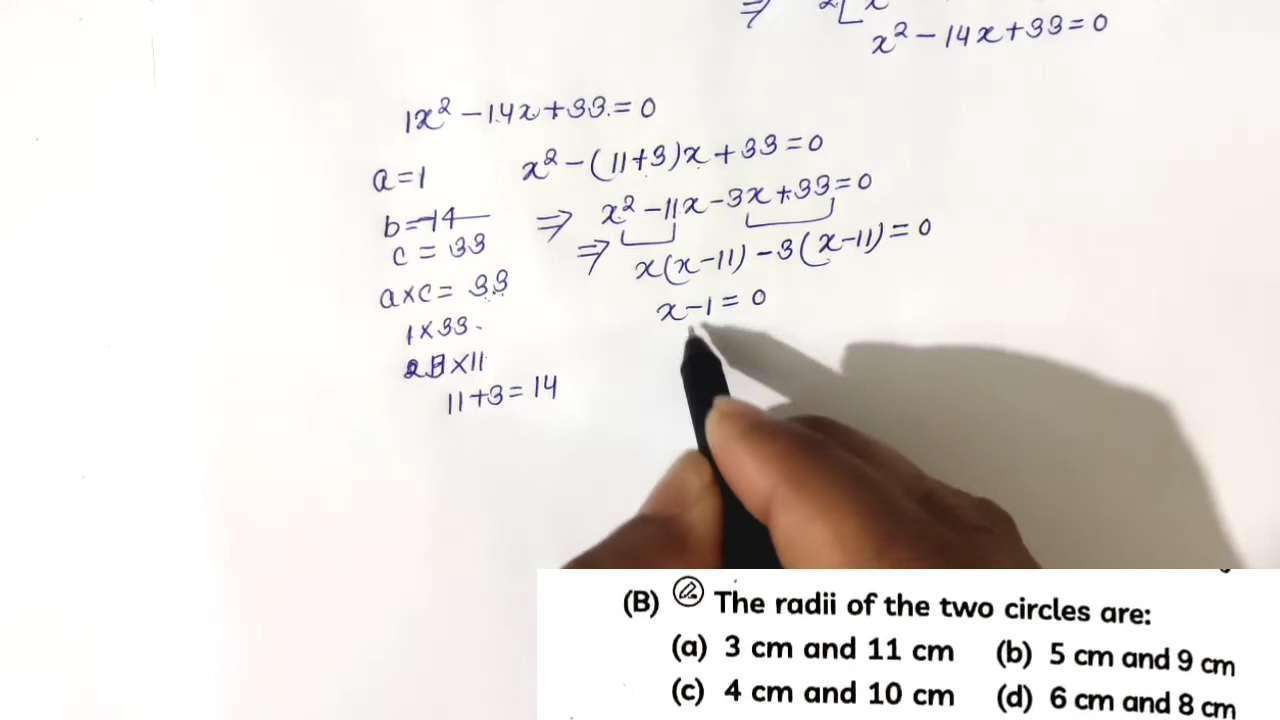 ⇒ 2[x
x² - 14x + 33 = 0
1x² - 14x + 33 = 0
a = 1
x² - (11+3)x + 33 = 0
b = -14
⇒ x² - 11x - 3x + 33 = 0
c = 33
⇒ x(x-11) - 3(x-11) = 0
a×c = 33
x - 1 = 0
1×33
3×11
11+3 = 14
(B) The radii of the two circles are:
(a) 3 cm and 11 cm (b) 5 cm and 9 cm
(c) 4 cm and 10 cm (d) 6 cm and 8 cm